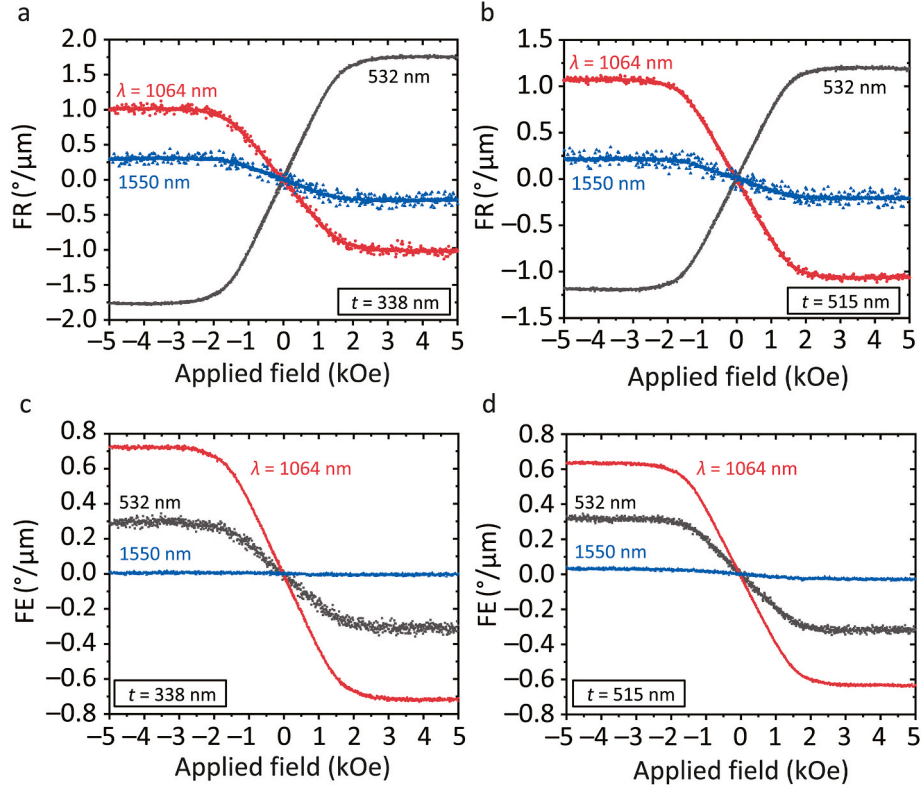 a
2.0
1.5
1.0
0.5
0.0
−0.5
−1.0
−1.5
−2.0
FR (°/μm)
λ = 1064 nm
532 nm
1550 nm
t = 338 nm
−5 −4 −3 −2 −1 0 1 2 3 4 5
Applied field (kOe)
b
1.5
1.0
0.5
0.0
−0.5
−1.0
−1.5
FR (°/μm)
λ = 1064 nm
532 nm
1550 nm
t = 515 nm
−5 −4 −3 −2 −1 0 1 2 3 4 5
Applied field (kOe)
c
0.8
0.6
0.4
0.2
0.0
−0.2
−0.4
−0.6
−0.8
FE (°/μm)
λ = 1064 nm
532 nm
1550 nm
t = 338 nm
−5 −4 −3 −2 −1 0 1 2 3 4 5
Applied field (kOe)
d
0.8
0.6
0.4
0.2
0.0
−0.2
−0.4
−0.6
−0.8
FE (°/μm)
λ = 1064 nm
532 nm
1550 nm
t = 515 nm
−5 −4 −3 −2 −1 0 1 2 3 4 5
Applied field (kOe)